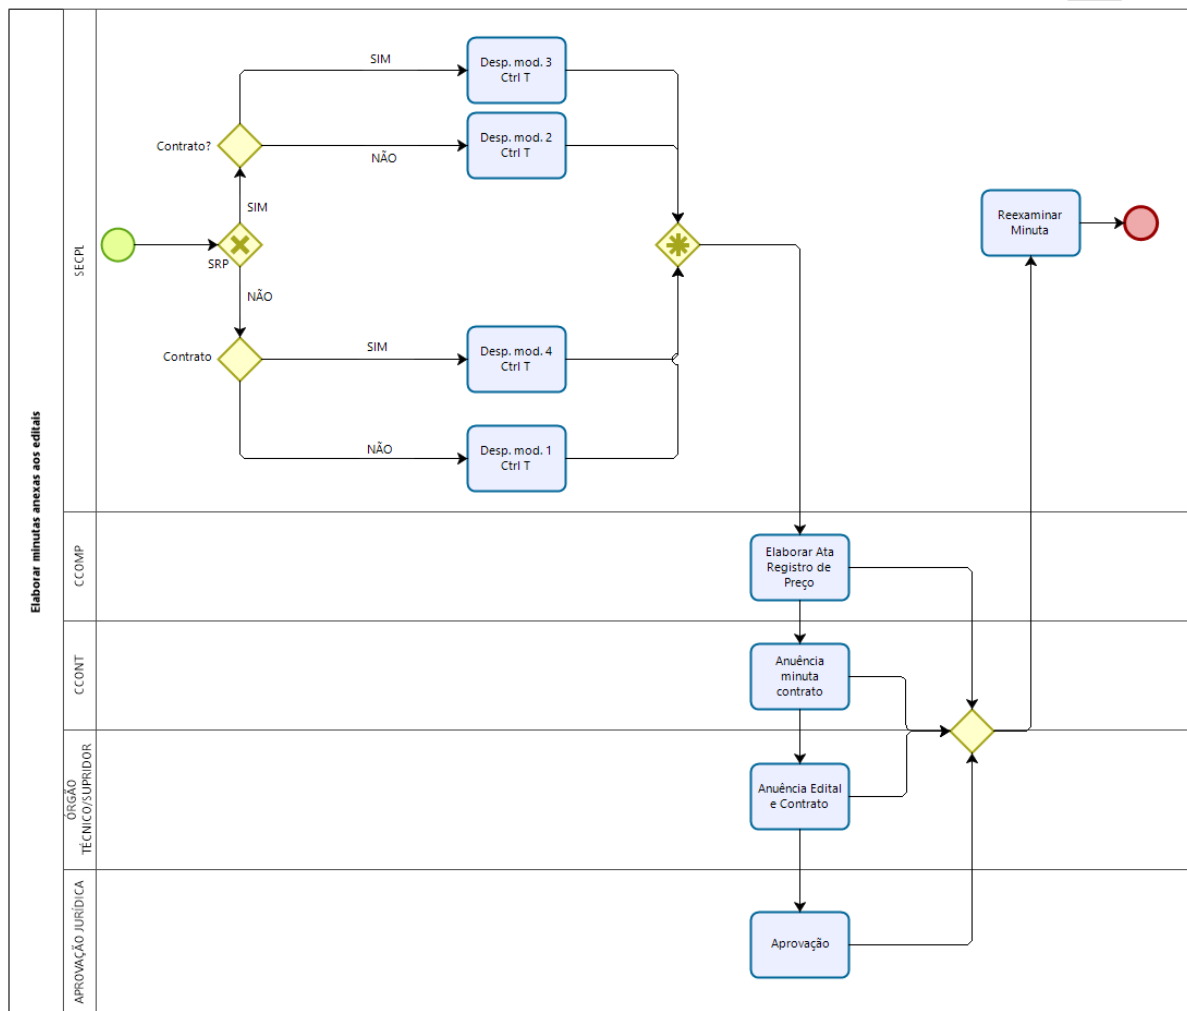 Elaborar minutas anexas aos editais
SECPL
SIM
Desp. mod. 3
Ctrl T
Contrato?
NÃO
Desp. mod. 2
Ctrl T
SIM
SRP
NÃO
Reexaminar
Minuta
Contrato
SIM
Desp. mod. 4
Ctrl T
NÃO
Desp. mod. 1
Ctrl T
CCOMP
Elaborar Ata
Registro de
Preço
CCONT
Anuência
minuta
contrato
ÓRGÃO
TÉCNICO/SUPRIDOR
Anuência Edital
e Contrato
APROVAÇÃO JURÍDICA
Aprovação